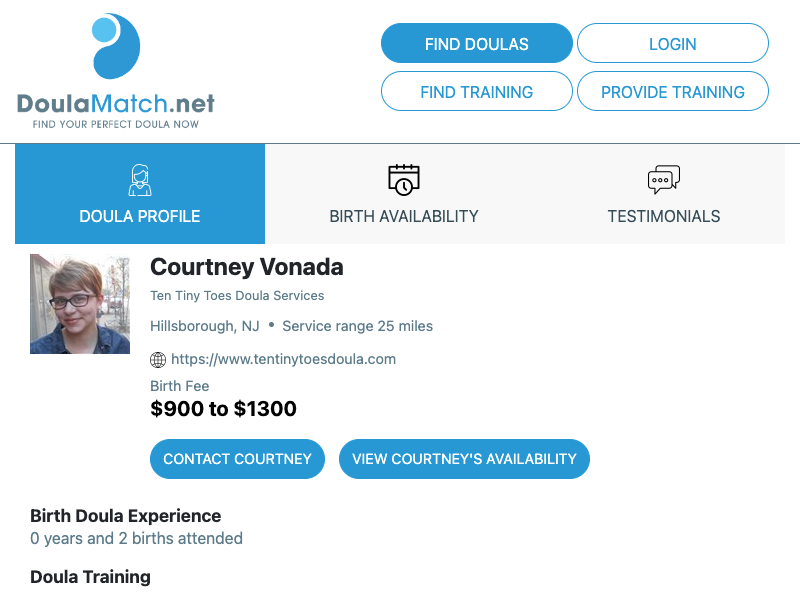 DoulaMatch.net
FIND YOUR PERFECT DOULA NOW
FIND DOULAS
LOGIN
FIND TRAINING
PROVIDE TRAINING
DOULA PROFILE
BIRTH AVAILABILITY
TESTIMONIALS
Courtney Vonada
Ten Tiny Toes Doula Services
Hillsborough, NJ • Service range 25 miles
https://www.tentinytoesdoula.com
Birth Fee
$900 to $1300
CONTACT COURTNEY
VIEW COURTNEY'S AVAILABILITY
Birth Doula Experience
0 years and 2 births attended
Doula Training